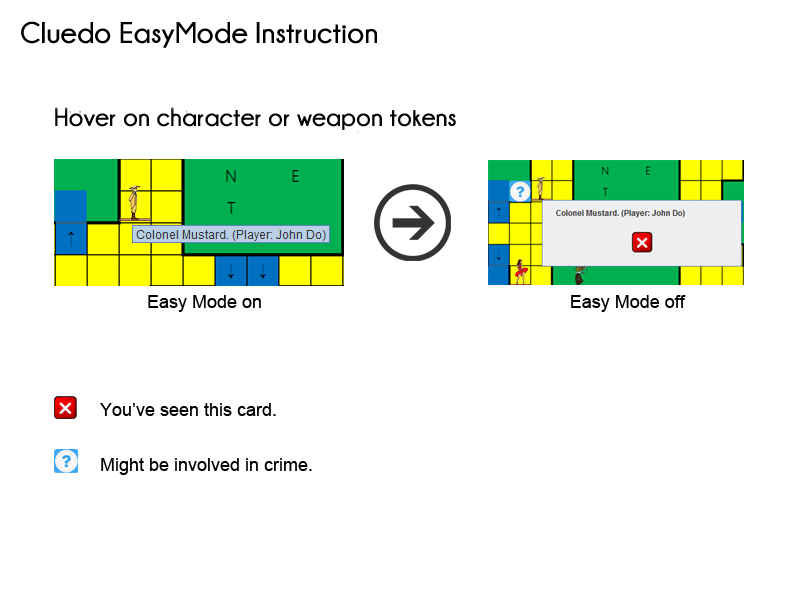 Cluedo EasyMode Instruction
Hover on character or weapon tokens
N E
T
↑
Colonel Mustard. (Player: John Do)
↓ ↓
Easy Mode on
N E
?
T
↑
Colonel Mustard. (Player: John Do)
↓
Easy Mode off
You've seen this card.
? Might be involved in crime.